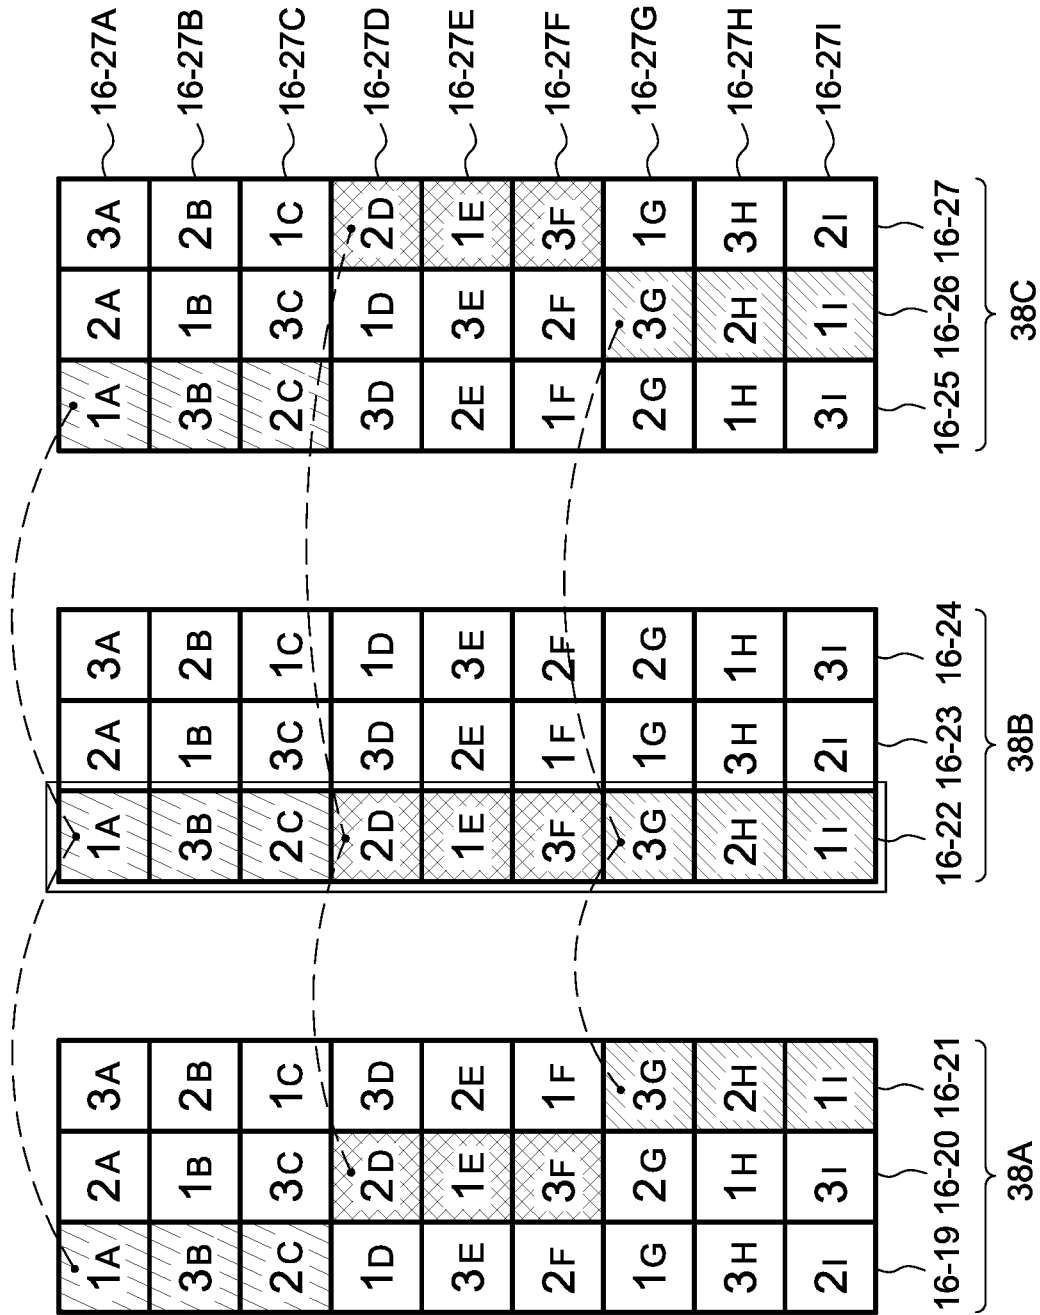 1A 2A 3A 1A 2A 3A 1A 2A 3A 16-27A
3B 1B 2B 3B 1B 2B 3B 1B 2B 16-27B
2C 3C 1C 2C 3C 1C 2C 3C 1C 16-27C
1D 2D 3D 2D 3D 1D 3D 1D 2D 16-27D
3E 1E 2E 1E 2E 3E 2E 3E 1E 16-27E
2F 3F 1F 3F 1F 2F 1F 2F 3F 16-27F
1G 2G 3G 3G 1G 2G 2G 3G 1G 16-27G
3H 1H 2H 2H 3H 1H 1H 2H 3H 16-27H
2I 3I 1I 1I 2I 3I 3I 1I 2I 16-27I
16-19 16-20 16-21 16-22 16-23 16-24 16-25 16-26 16-27
38A 38B 38C